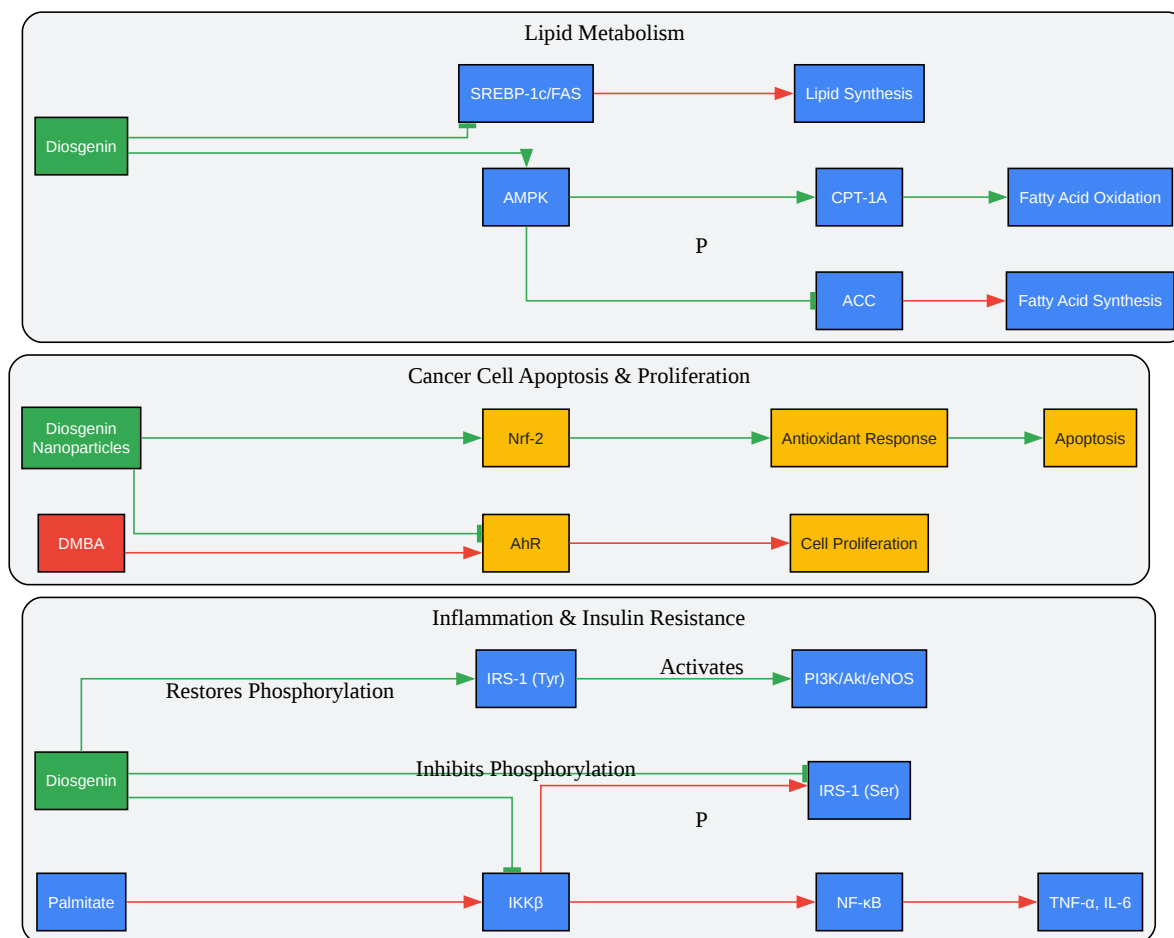 Lipid Metabolism
SREBP-1c/FAS
Lipid Synthesis
Diosgenin
AMPK
CPT-1A
Fatty Acid Oxidation
P
ACC
Fatty Acid Synthesis
Cancer Cell Apoptosis & Proliferation
Diosgenin
Nanoparticles
Nrf-2
Antioxidant Response
Apoptosis
DMBA
AhR
Cell Proliferation
Inflammation & Insulin Resistance
Restores Phosphorylation
IRS-1 (Tyr)
Activates
PI3K/Akt/eNOS
Diosgenin
Inhibits Phosphorylation
IRS-1 (Ser)
P
Palmitate
IKKβ
NF-κB
TNF-α, IL-6